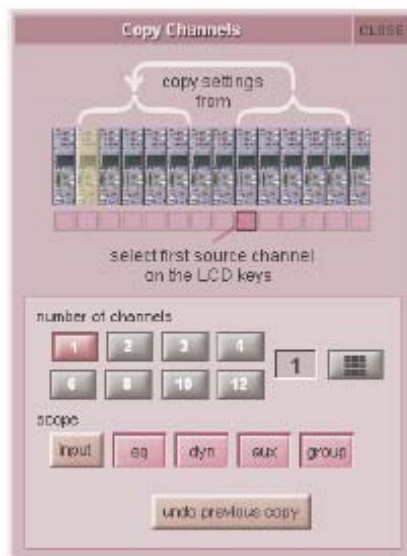 Copy Channels CLOSE
copy settings
from
select first source channel
on the LCD keys
number of channels
1 2 3 4 1
6 8 10 12
scope
input eq dyn aux group
undo previous copy